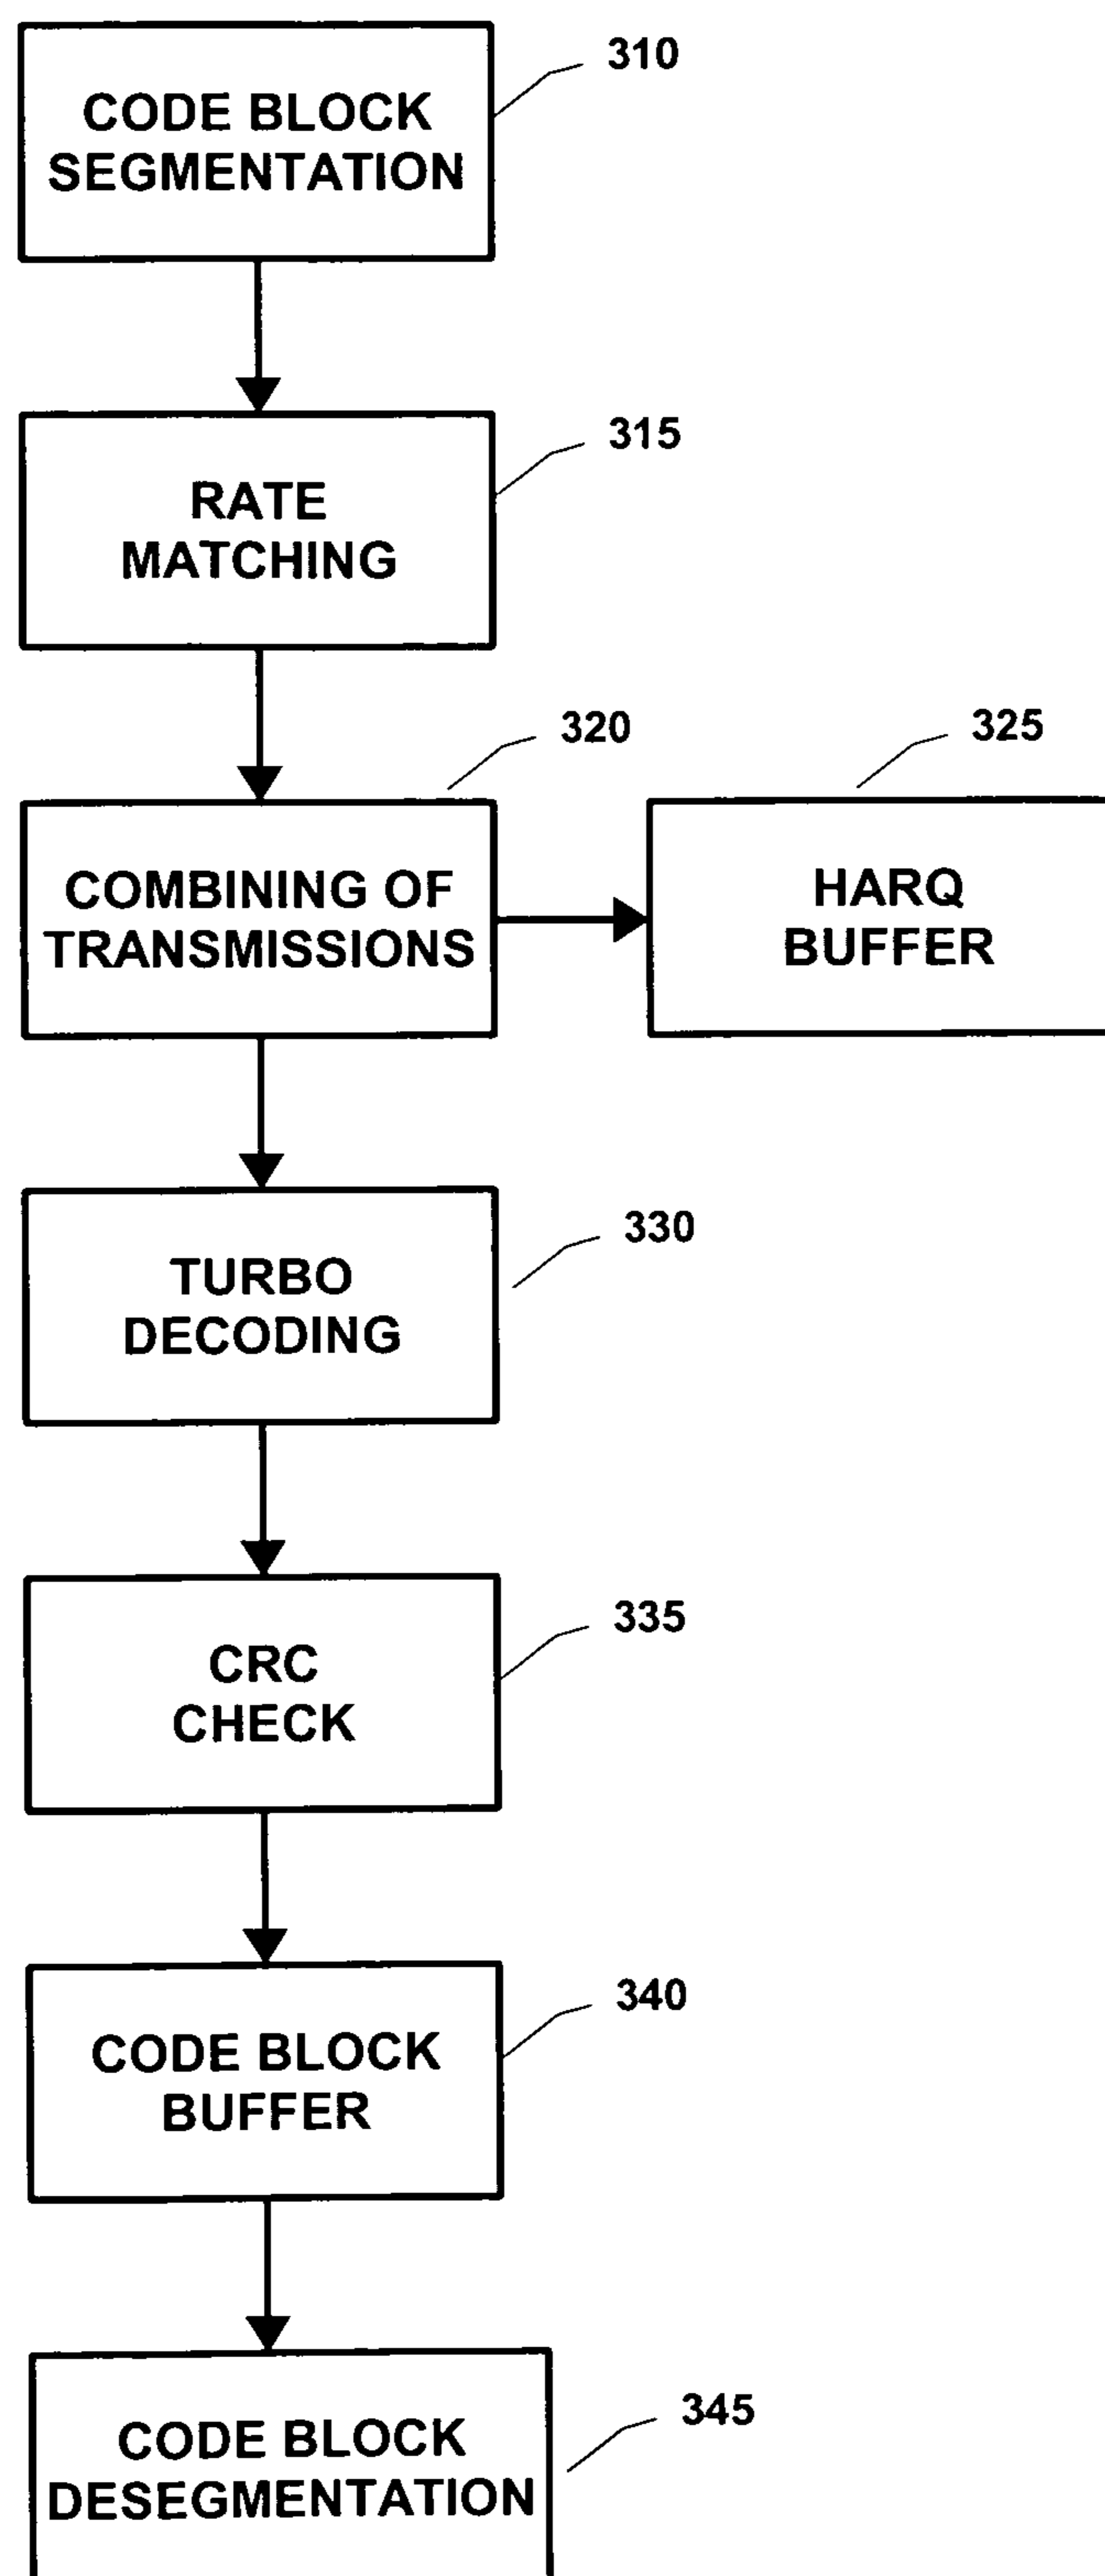 310
CODE BLOCK
SEGMENTATION
315
RATE
MATCHING
320
325
COMBINING OF
TRANSMISSIONS
HARQ
BUFFER
330
TURBO
DECODING
335
CRC
CHECK
340
CODE BLOCK
BUFFER
345
CODE BLOCK
DESEGMENTATION